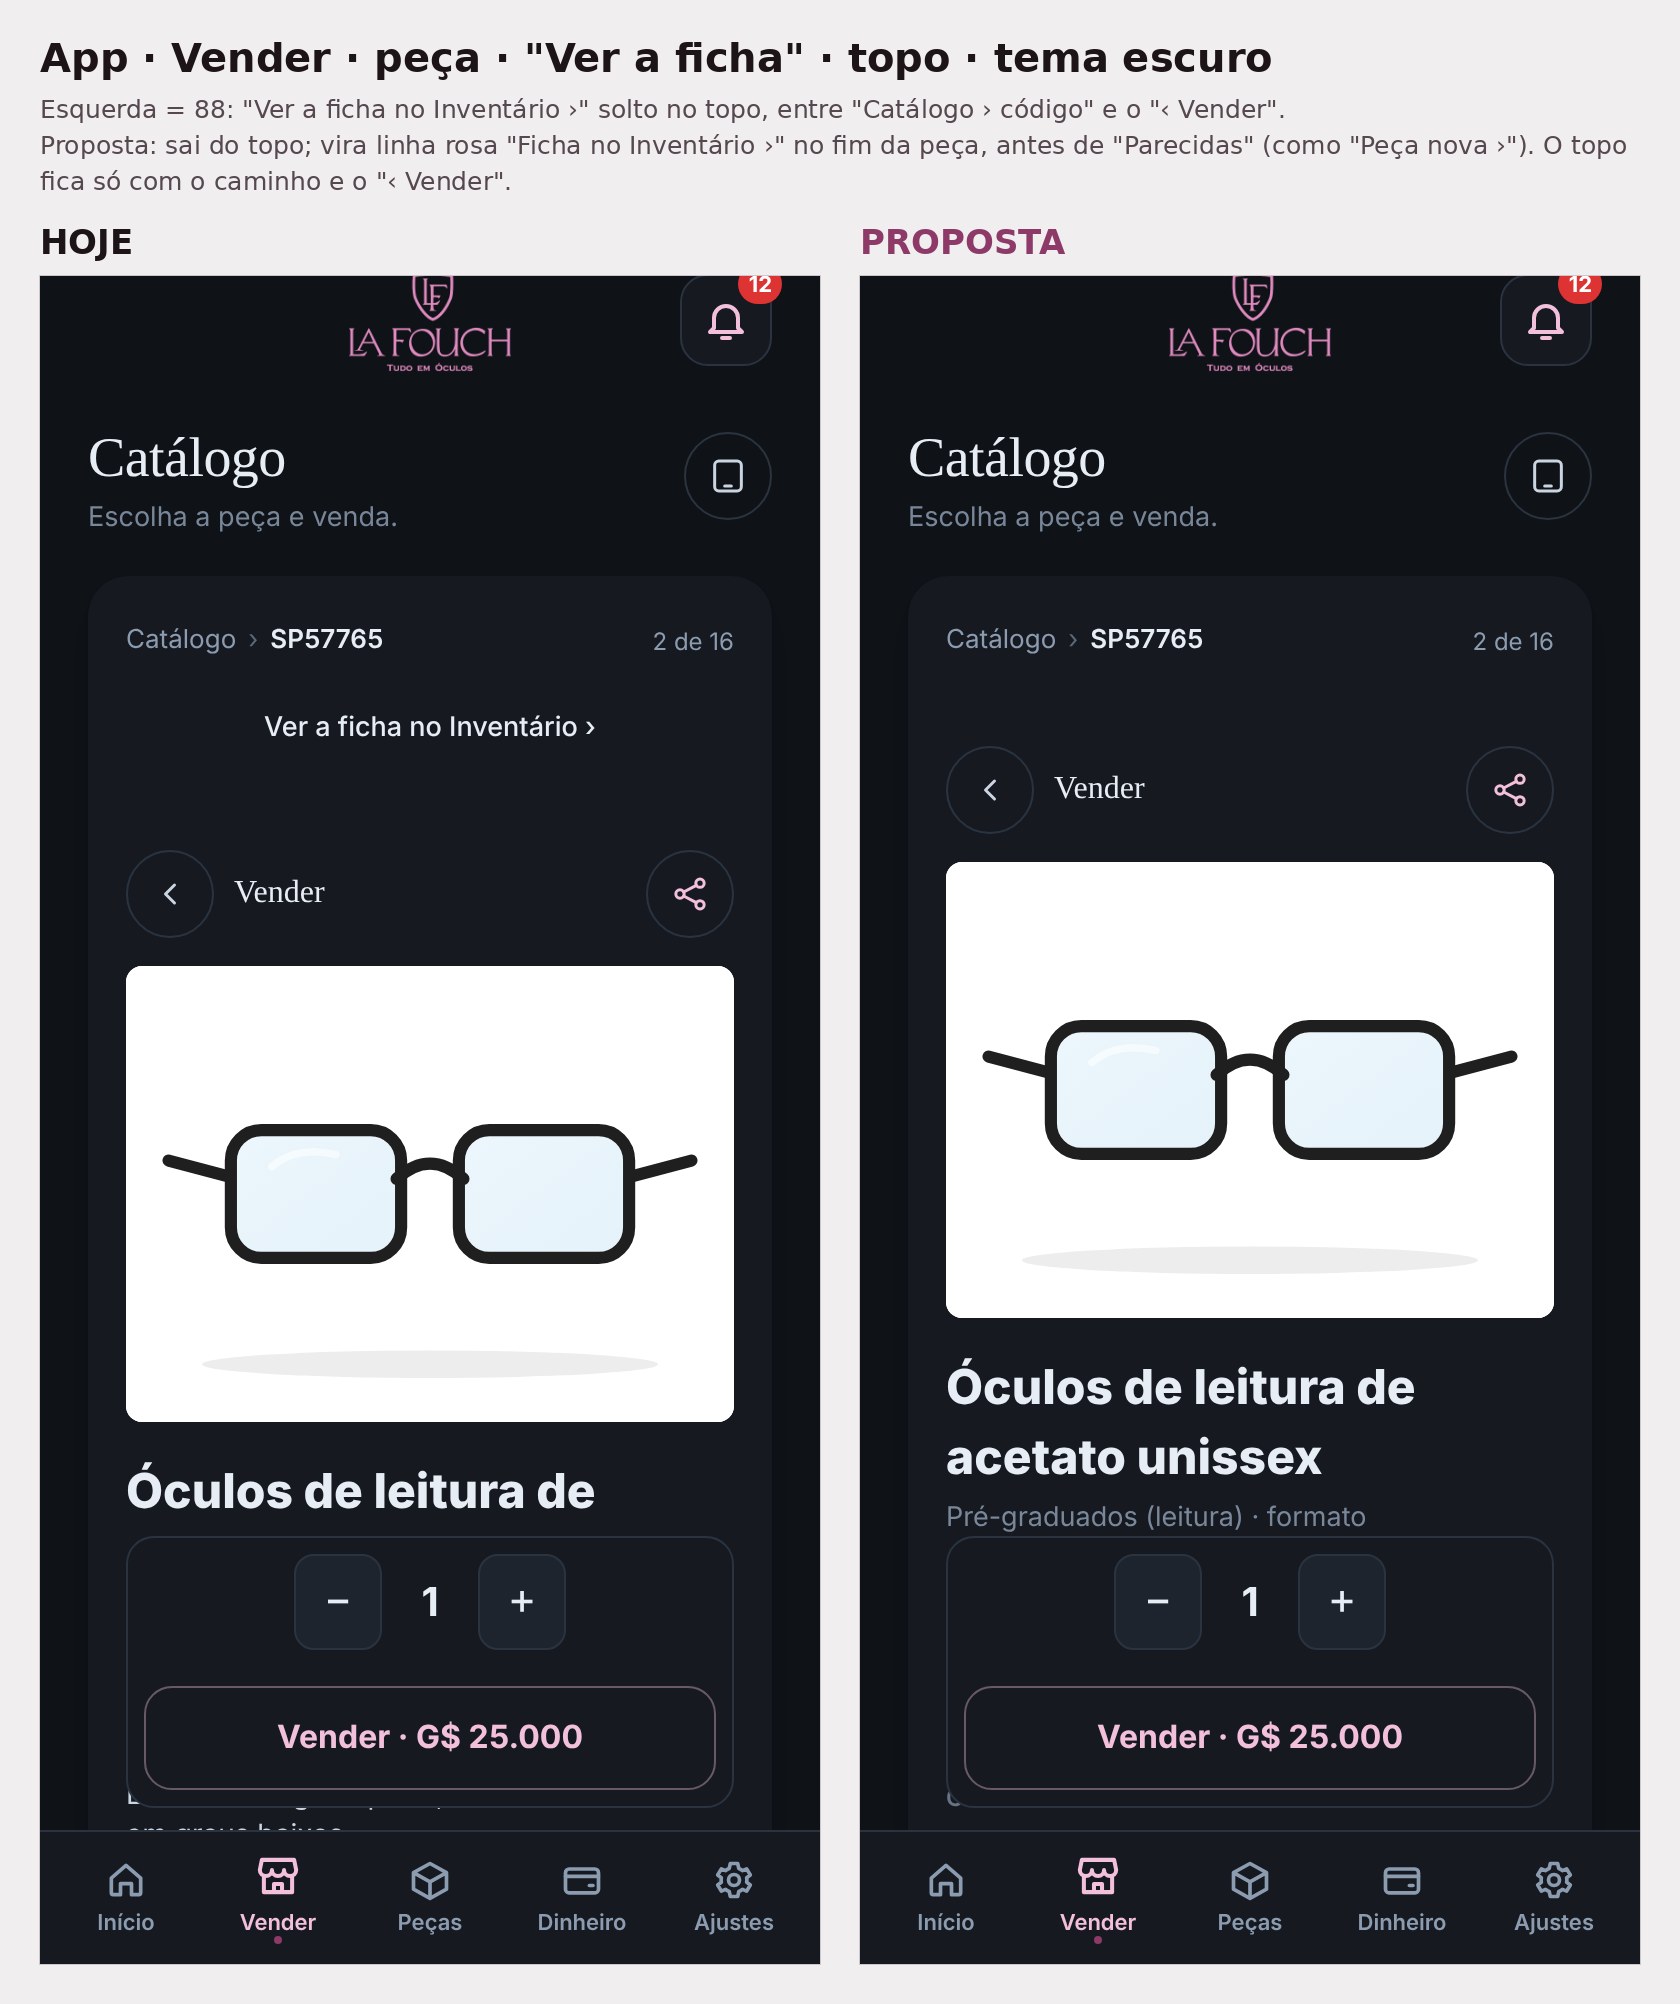 App · Vender · peça · "Ver a ficha" · topo · tema escuro
Esquerda = 88: "Ver a ficha no Inventário ›" solto no topo, entre "Catálogo › código" e o "‹ Vender".
Proposta: sai do topo; vira linha rosa "Ficha no Inventário ›" no fim da peça, antes de "Parecidas" (como "Peça nova ›"). O topo
fica só com o caminho e o "‹ Vender".
HOJE
LF
12
LA FOUCH
TUDO EM ÓCULOS
Catálogo
Escolha a peça e venda.
Catálogo › SP57765
2 de 16
Ver a ficha no Inventário ›
Vender
Óculos de leitura de
− 1 +
Vender · G$ 25.000
Início
Vender
Peças
Dinheiro
Ajustes
PROPOSTA
LF
12
LA FOUCH
TUDO EM ÓCULOS
Catálogo
Escolha a peça e venda.
Catálogo › SP57765
2 de 16
Vender
Óculos de leitura de
acetato unissex
Pré-graduados (leitura) · formato
− 1 +
Vender · G$ 25.000
Início
Vender
Peças
Dinheiro
Ajustes